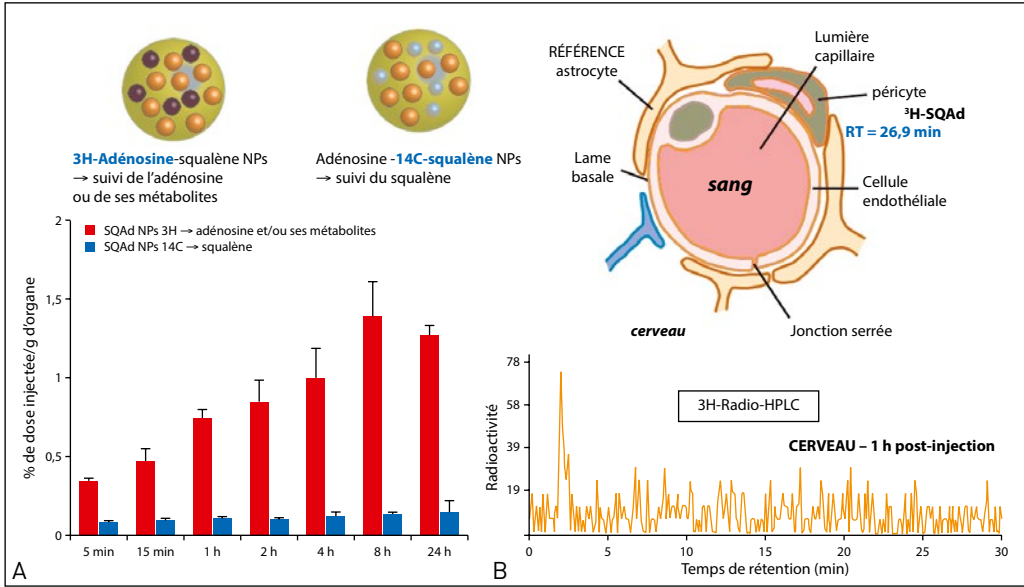 3H-Adénosine-squalène NPs
→ suivi de l'adénosine
ou de ses métabolites
Adénosine -14C-squalène NPs
→ suivi du squalène
SQAd NPs 3H → adénosine et/ou ses métabolites
SQAd NPs 14C → squalène
% de dose injectée/g d'organe
2
1,5
1
0,5
0
5 min
15 min
1 h
2 h
4 h
8 h
24 h
A
RÉFÉRENCE
astrocyte
Lumière
capillaire
péricyte
³H-SQAd
RT = 26,9 min
Lame
basale
sang
Cellule
endothéliale
cerveau
Jonction serrée
Radioactivité
78
58
39
49
19
0
3H-Radio-HPLC
CERVEAU – 1 h post-injection
0
5
10
15
20
25
30
Temps de rétention (min)
B